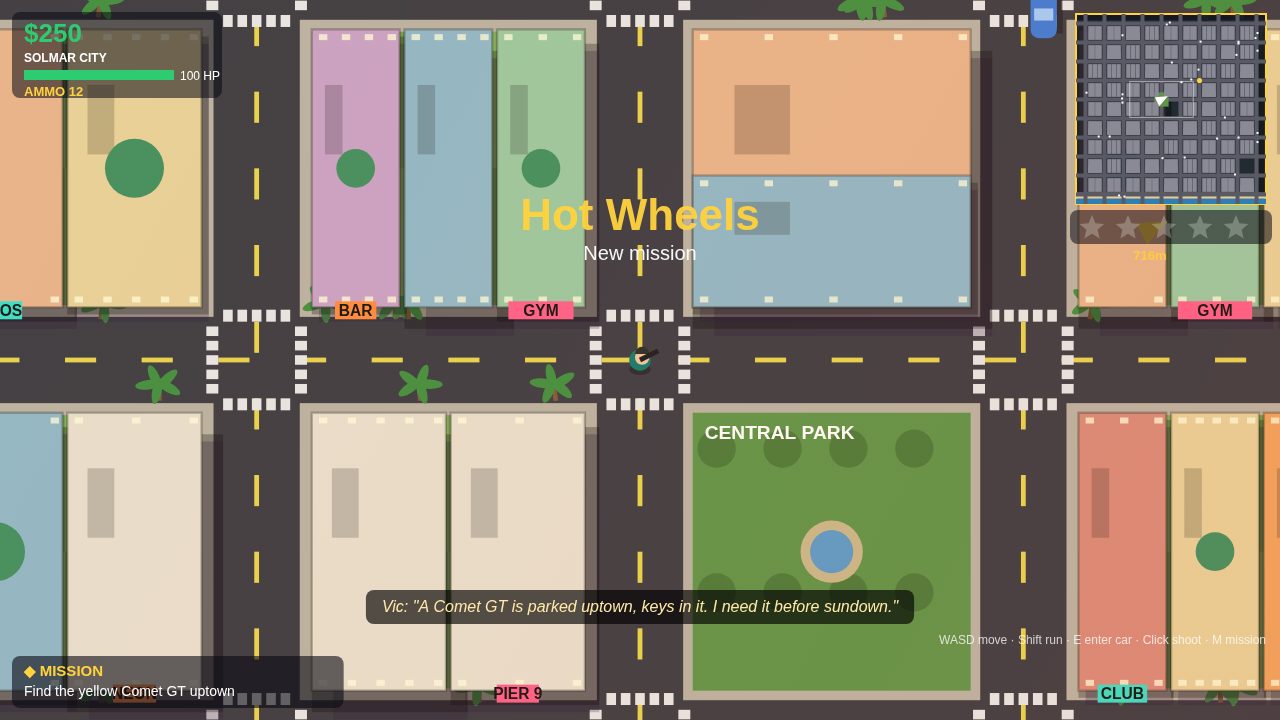 $250
SOLMAR CITY
100 HP
AMMO 12
716m
OS
BAR
GYM
GYM
Hot Wheels
New mission
CENTRAL PARK
Vic: "A Comet GT is parked uptown, keys in it. I need it before sundown."
WASD move · Shift run · E enter car · Click shoot · M mission
◆ MISSION
Find the yellow Comet GT uptown
PIER 9
CLUB